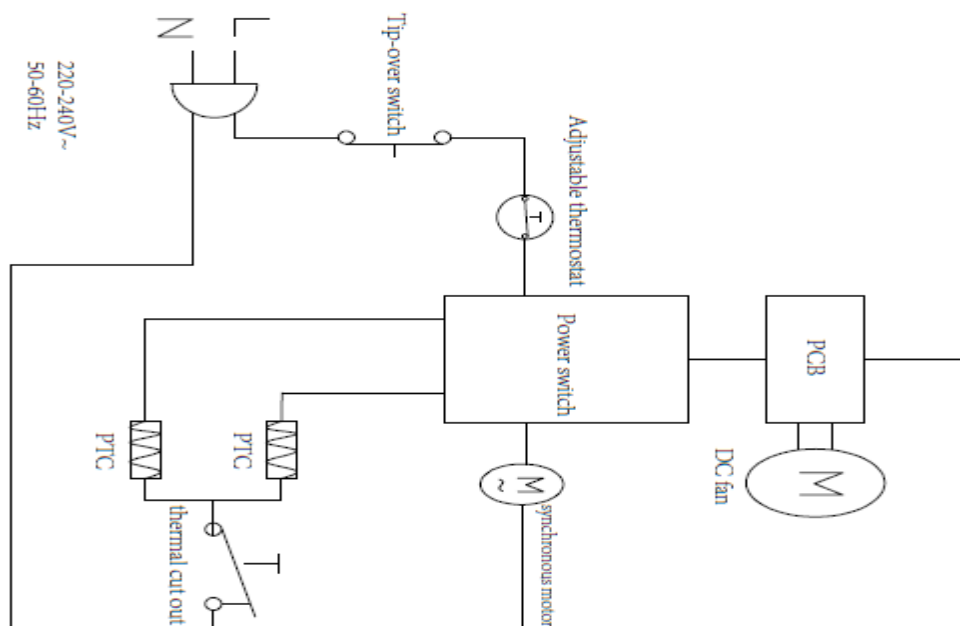 L
N
220-240V~
50-60Hz
Tip-over switch
Adjustable thermostat
T
Power switch
PCB
M
DC fan
M
~
synchronous motor
PTC
PTC
thermal cut out